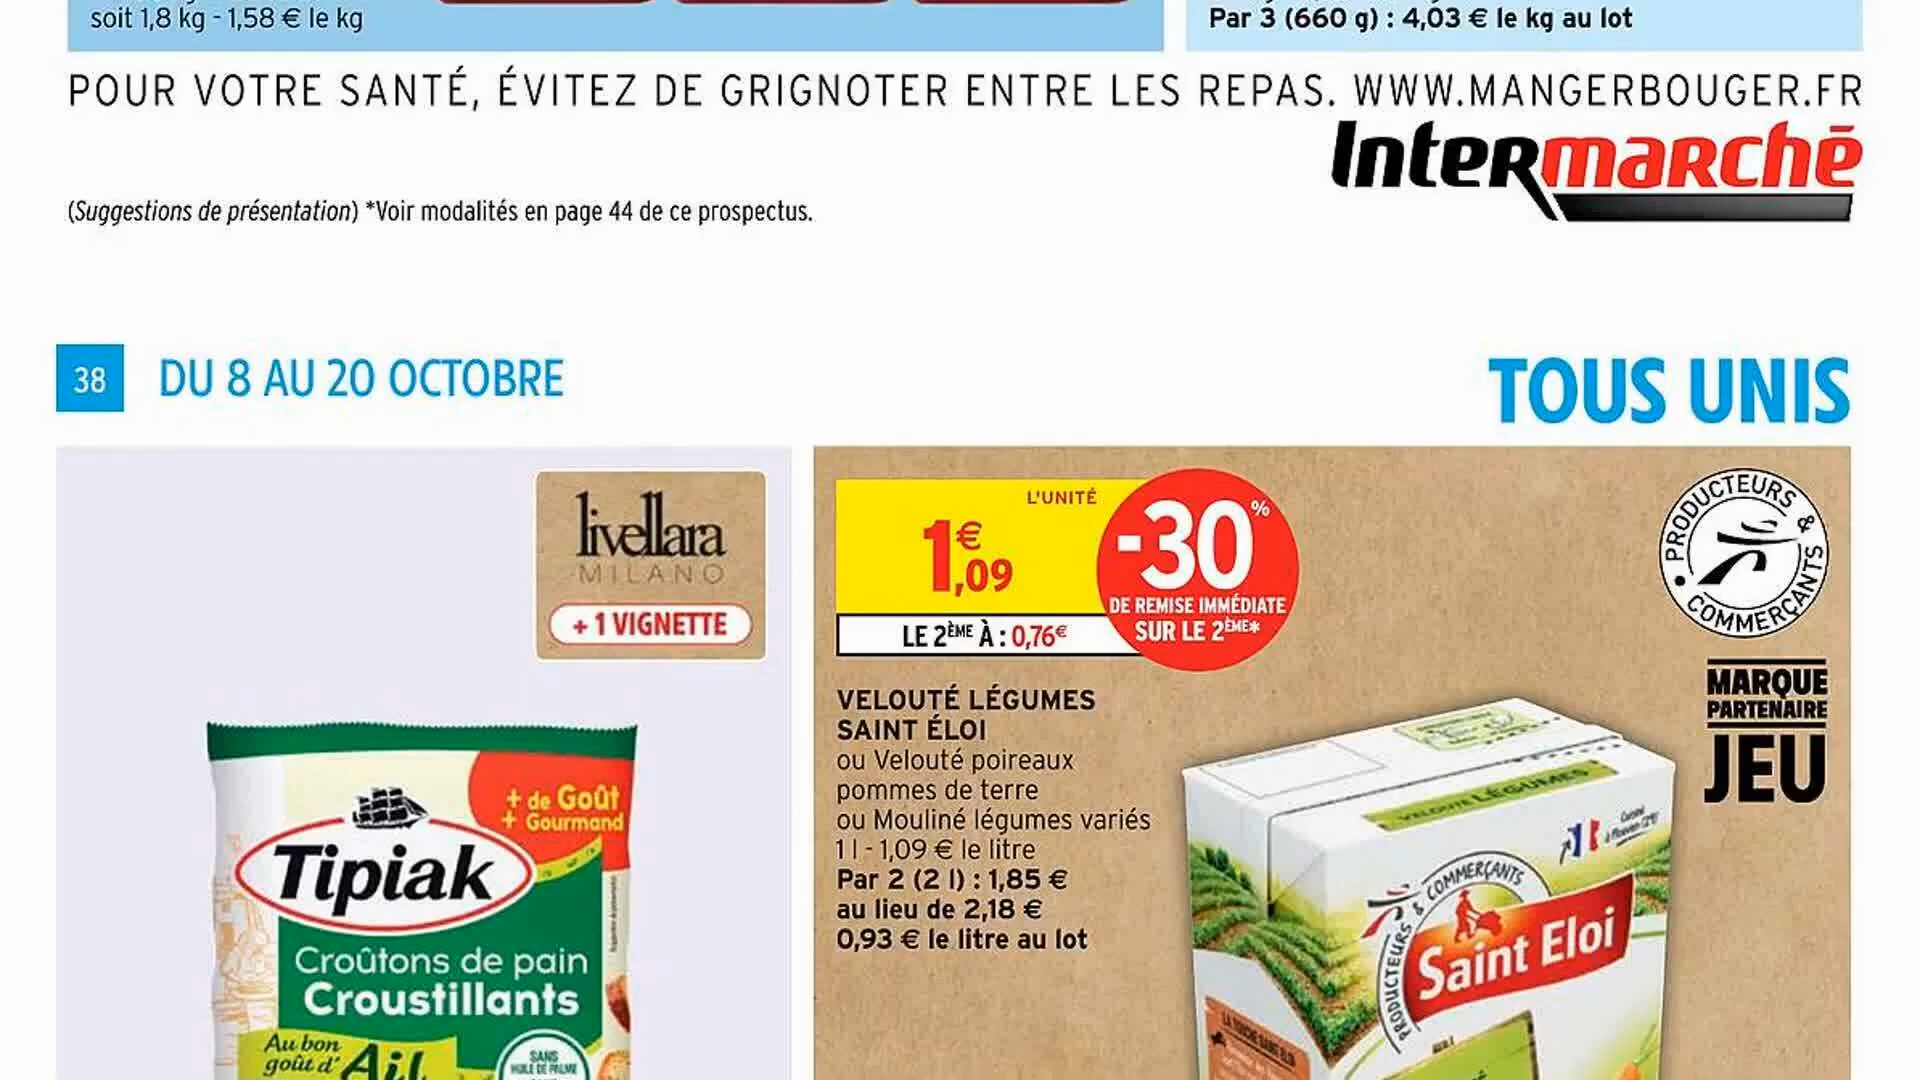 soit 1,8 kg - 1,58 € le kg
Par 3 (660 g) : 4,03 € le kg au lot
POUR VOTRE SANTÉ, ÉVITEZ DE GRIGNOTER ENTRE LES REPAS. WWW.MANGERBOUGER.FR
Intermarché
(Suggestions de présentation) *Voir modalités en page 44 de ce prospectus.
38 DU 8 AU 20 OCTOBRE
TOUS UNIS
livellara
MILANO
+ 1 VIGNETTE
+ de Goût
+ Gourmand
Tipiak
Croûtons de pain
Croustillants
Au bon
goût d'Ail
SANS
HUILE DE PALME
L'UNITÉ
1€,09
-30%
DE REMISE IMMÉDIATE
SUR LE 2ÈME*
LE 2ÈME À : 0,76€
VELOUTÉ LÉGUMES
SAINT ÉLOI
ou Velouté poireaux
pommes de terre
ou Mouliné légumes variés
1 l - 1,09 € le litre
Par 2 (2 l) : 1,85 €
au lieu de 2,18 €
0,93 € le litre au lot
PRODUCTEURS & COMMERÇANTS
MARQUE
PARTENAIRE
JEU
VELOUTÉ LÉGUMES
PRODUCTEURS & COMMERÇANTS
Saint Eloi